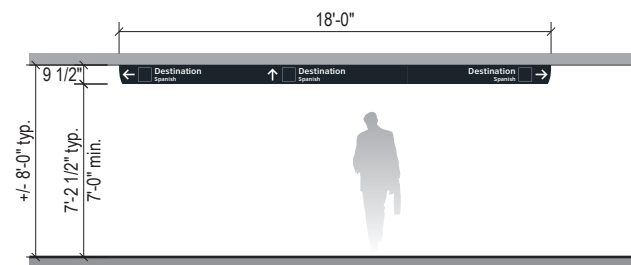 18'-0"
9 1/2"
← Destination
Spanish
↑ Destination
Spanish
Destination →
Spanish
+/- 8'-0" typ.
7'-2 1/2" typ.
7'-0" min.